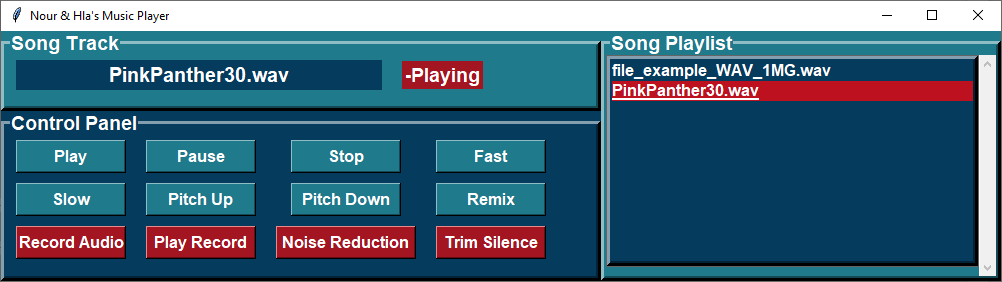 Nour & Hla's Music Player
Song Track
PinkPanther30.wav
-Playing
Control Panel
Play
Pause
Stop
Fast
Slow
Pitch Up
Pitch Down
Remix
Record Audio
Play Record
Noise Reduction
Trim Silence
Song Playlist
file_example_WAV_1MG.wav
PinkPanther30.wav